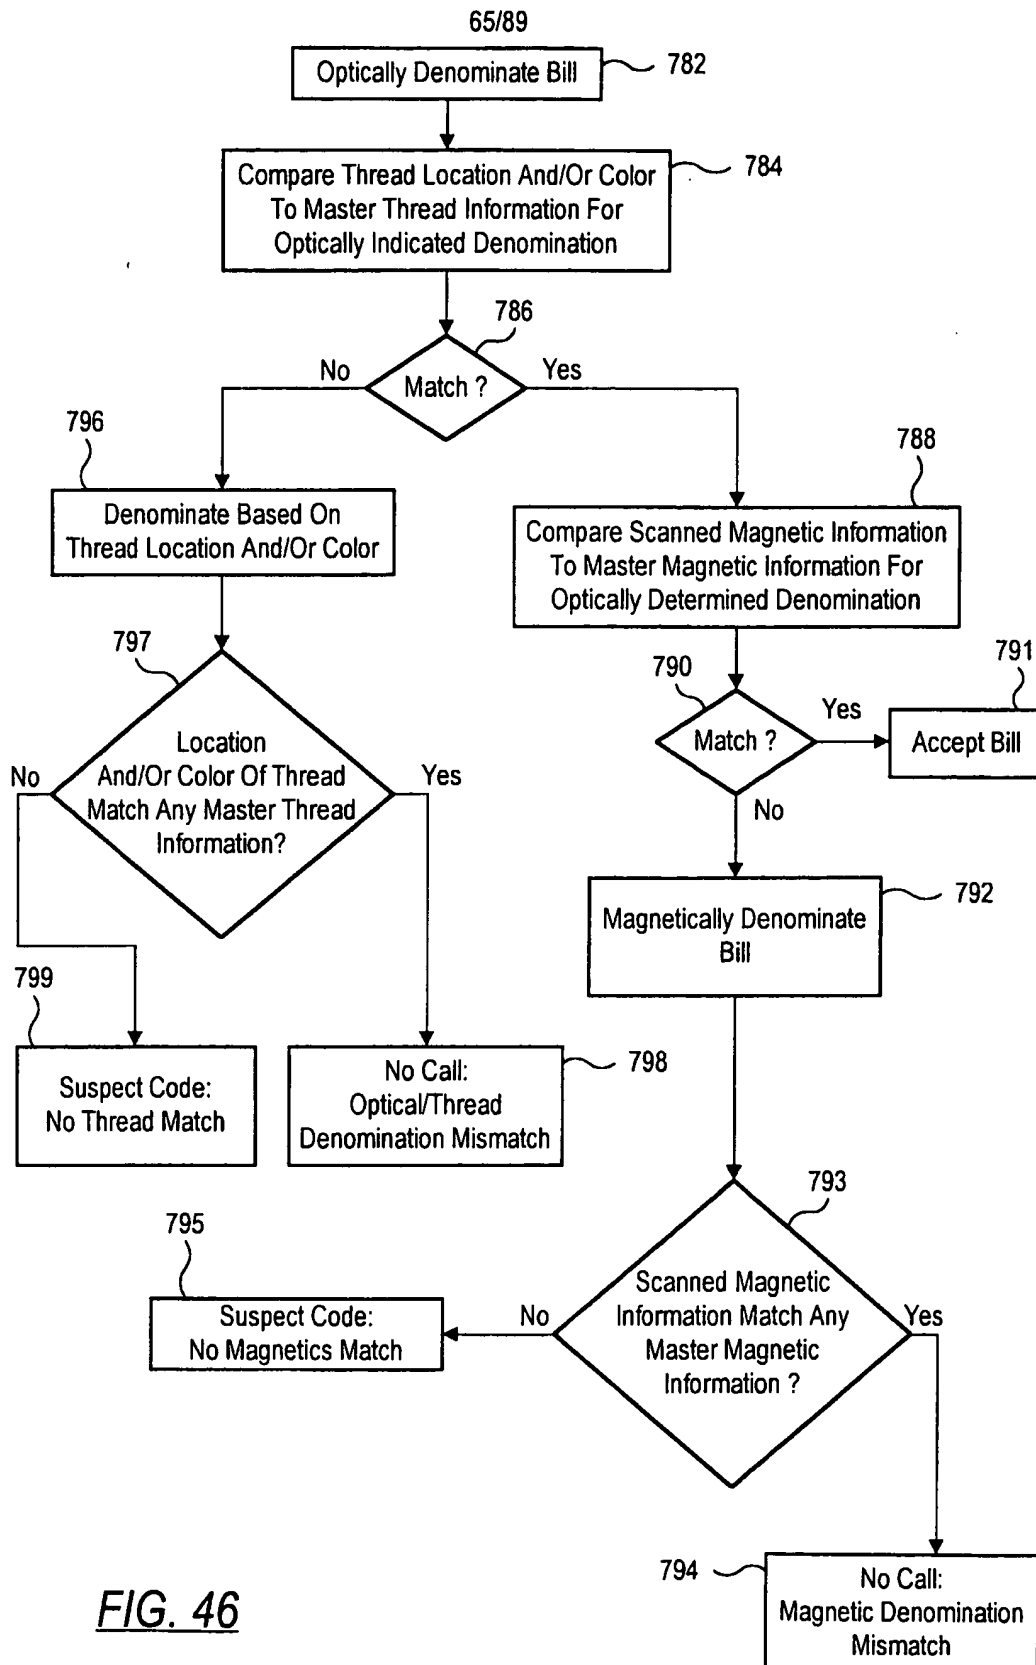 65/89
Optically Denominate Bill
782
Compare Thread Location And/Or Color
To Master Thread Information For
Optically Indicated Denomination
784
786
No
Match ?
Yes
796
Denominate Based On
Thread Location And/Or Color
788
Compare Scanned Magnetic Information
To Master Magnetic Information For
Optically Determined Denomination
797
Location
And/Or Color Of Thread
Match Any Master Thread
Information?
No
Yes
790
Match ?
Yes
791
Accept Bill
No
792
Magnetically Denominate
Bill
799
Suspect Code:
No Thread Match
798
No Call:
Optical/Thread
Denomination Mismatch
793
Scanned Magnetic
Information Match Any
Master Magnetic
Information ?
No
Yes
795
Suspect Code:
No Magnetics Match
794
No Call:
Magnetic Denomination
Mismatch
FIG. 46